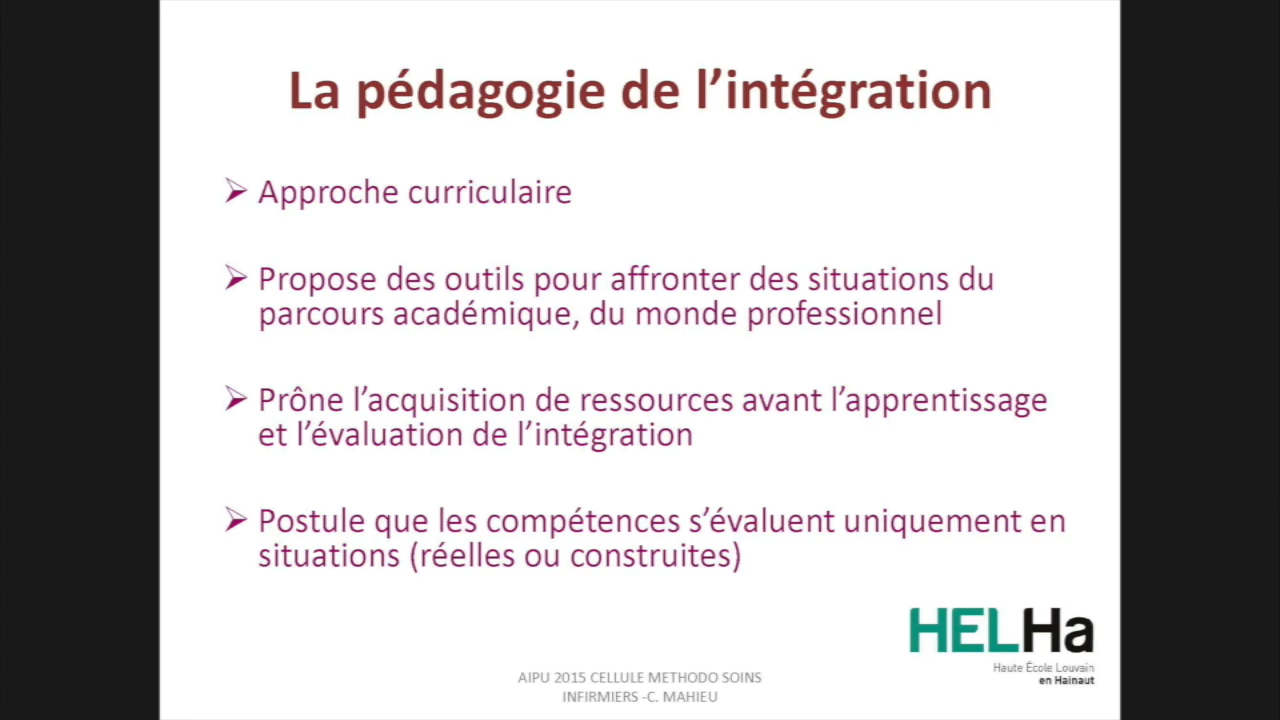 La pédagogie de l’intégration
Approche curriculaire
Propose des outils pour affronter des situations du
parcours académique, du monde professionnel
Prône l’acquisition de ressources avant l’apprentissage
et l’évaluation de l’intégration
Postule que les compétences s’évaluent uniquement en
situations (réelles ou construites)
HELHa
Haute École Louvain
en Hainaut
AIPU 2015 CELLULE METHODO SOINS
INFIRMIERS -C. MAHIEU